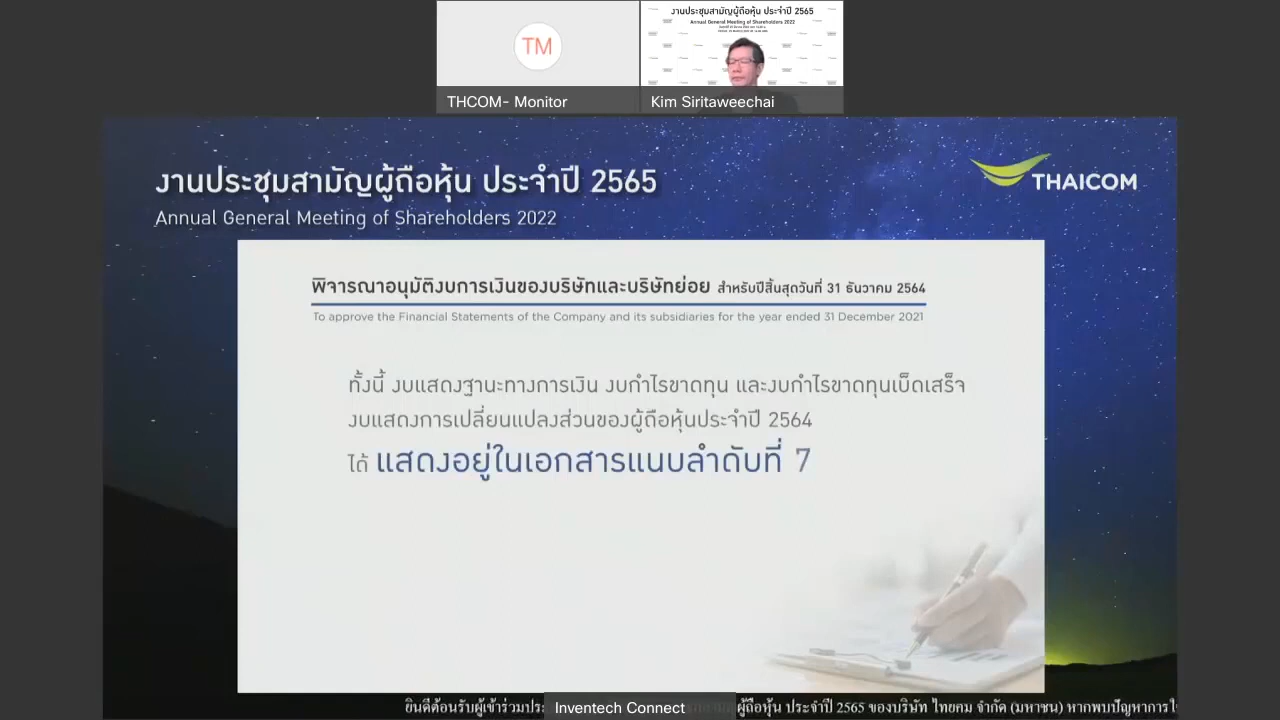 งานประชุมสามัญผู้ถือหุ้น ประจำปี 2565
Annual General Meeting of Shareholders 2022
TM
THCOM- Monitor
Kim Siritaweechai
งานประชุมสามัญผู้ถือหุ้น ประจำปี 2565
Annual General Meeting of Shareholders 2022
THAICOM
พิจารณาอนุมัติงบการเงินของบริษัทและบริษัทย่อย สำหรับปีสิ้นสุดวันที่ 31 ธันวาคม 2564
To approve the Financial Statements of the Company and its subsidiaries for the year ended 31 December 2021
ทั้งนี้ งบแสดงฐานะทางการเงิน งบกำไรขาดทุน และงบกำไรขาดทุนเบ็ดเสร็จ
งบแสดงการเปลี่ยนแปลงส่วนของผู้ถือหุ้นประจำปี 2564
ได้ แสดงอยู่ในเอกสารแนบลำดับที่ 7
ยินดีต้อนรับผู้เข้าร่วมประ
Inventech Connect
ผู้ถือหุ้น ประจำปี 2565 ของบริษัท ไทยคม จำกัด (มหาชน) หากพบปัญหาการใ